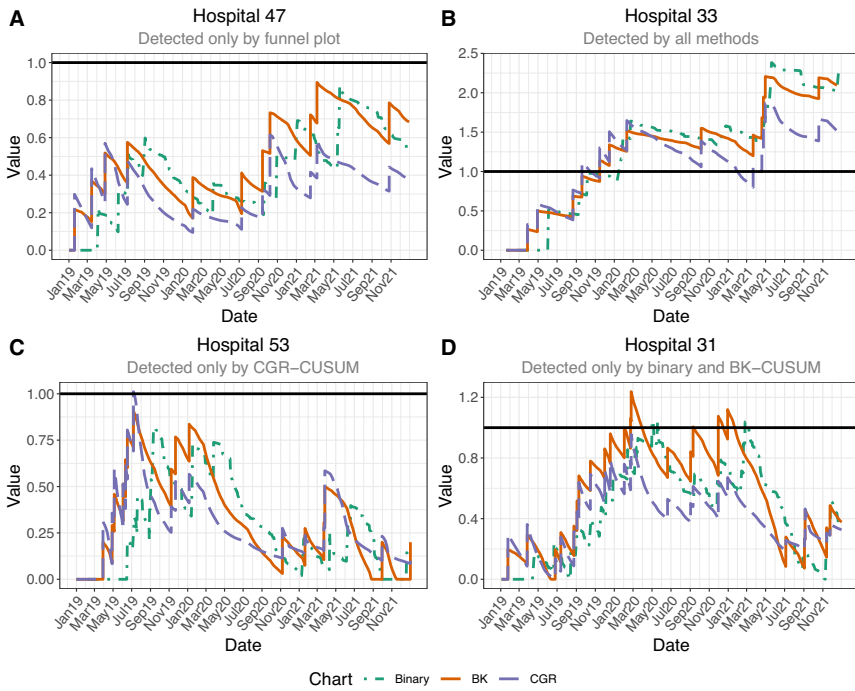 A
Hospital 47
Detected only by funnel plot
Value
1.0
0.8
0.6
0.4
0.2
0.0
Jan19
Mar19
May19
Jul19
Sep19
Nov19
Jan20
Mar20
May20
Jul20
Sep20
Nov20
Jan21
Mar21
May21
Jul21
Sep21
Nov21
Date
B
Hospital 33
Detected by all methods
Value
2.5
2.0
1.5
1.0
0.5
0.0
Jan19
Mar19
May19
Jul19
Sep19
Nov19
Jan20
Mar20
May20
Jul20
Sep20
Nov20
Jan21
Mar21
May21
Jul21
Sep21
Nov21
Date
C
Hospital 53
Detected only by CGR-CUSUM
Value
1.00
0.75
0.50
0.25
0.00
Jan19
Mar19
May19
Jul19
Sep19
Nov19
Jan20
Mar20
May20
Jul20
Sep20
Nov20
Jan21
Mar21
May21
Jul21
Sep21
Nov21
Date
D
Hospital 31
Detected only by binary and BK-CUSUM
Value
1.2
0.8
0.4
0.0
Jan19
Mar19
May19
Jul19
Sep19
Nov19
Jan20
Mar20
May20
Jul20
Sep20
Nov20
Jan21
Mar21
May21
Jul21
Sep21
Nov21
Date
Chart Binary BK CGR